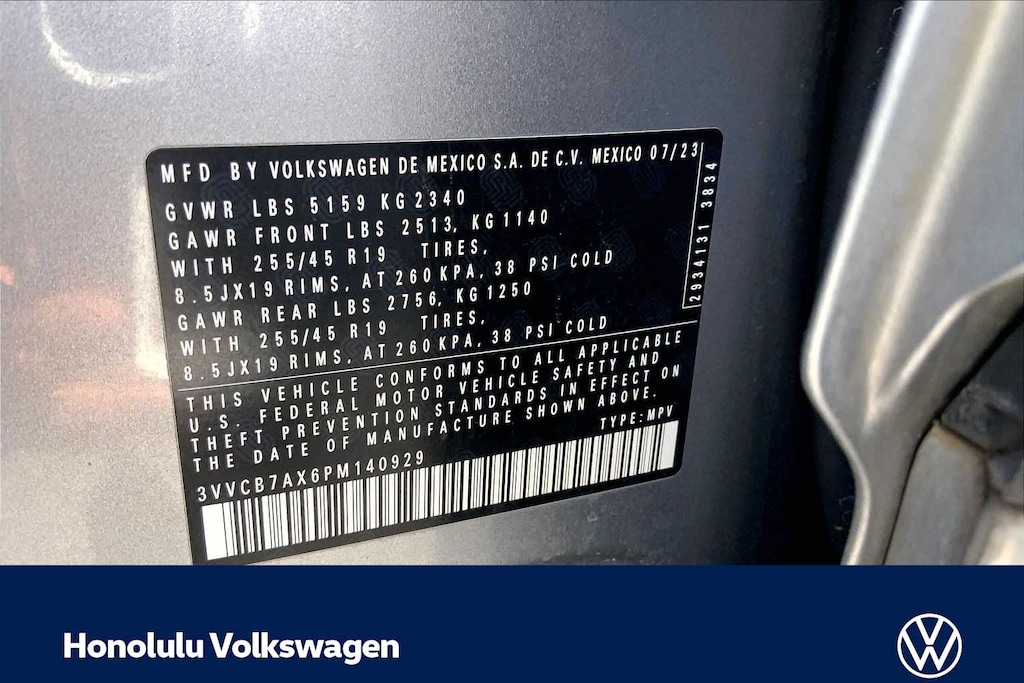 MFD BY VOLKSWAGEN DE MEXICO S.A. DE C.V. MEXICO 07/23
GVWR LBS 5159 KG 2340
GAWR FRONT LBS 2513, KG 1140
WITH 255/45 R19 TIRES,
8.5JX19 RIMS, AT 260 KPA, 38 PSI COLD
GAWR REAR LBS 2756, KG 1250
WITH 255/45 R19 TIRES,
8.5JX19 RIMS, AT 260 KPA, 38 PSI COLD
2934131 3834
THIS VEHICLE CONFORMS TO ALL APPLICABLE
U.S. FEDERAL MOTOR VEHICLE SAFETY AND
THEFT PREVENTION STANDARDS IN EFFECT ON
THE DATE OF MANUFACTURE SHOWN ABOVE.
3VVCB7AX6PM140929 TYPE: MPV
Honolulu Volkswagen